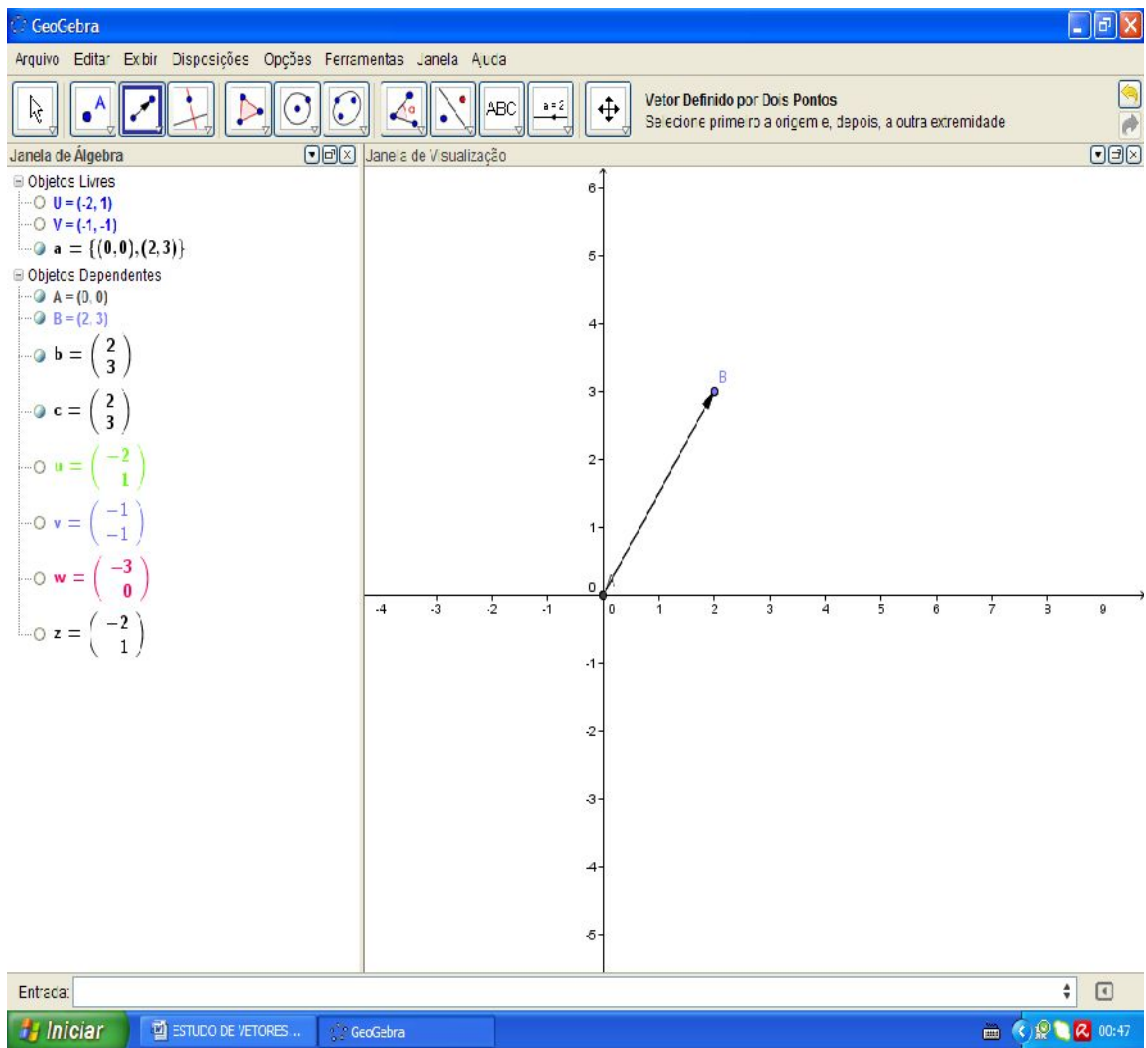 GeoGebra
Arquivo Editar Exibir Disposições Opções Ferramentas Janela Ajuda
A
α
ABC
a = 2
Vetor Definido por Dois Pontos
Selecione primeiro a origem e, depois, a outra extremidade
Janela de Álgebra
Janela de Visualização
Objetos Livres
U = (-2, 1)
V = (-1, -1)
a = {(0,0),(2,3)}
Objetos Dependentes
A = (0, 0)
B = (2, 3)
b = ( 2
3 )
c = ( 2
3 )
u = ( -2
1 )
v = ( -1
-1 )
w = ( -3
0 )
z = ( -2
1 )
6
5
4
B
3
2
1
A
0
-4 -3 -2 -1 0 1 2 3 4 5 6 7 8 9
-1
-2
-3
-4
-5
Entrada:
Iniciar
ESTUDO DE VETORES ...
GeoGebra
00:47